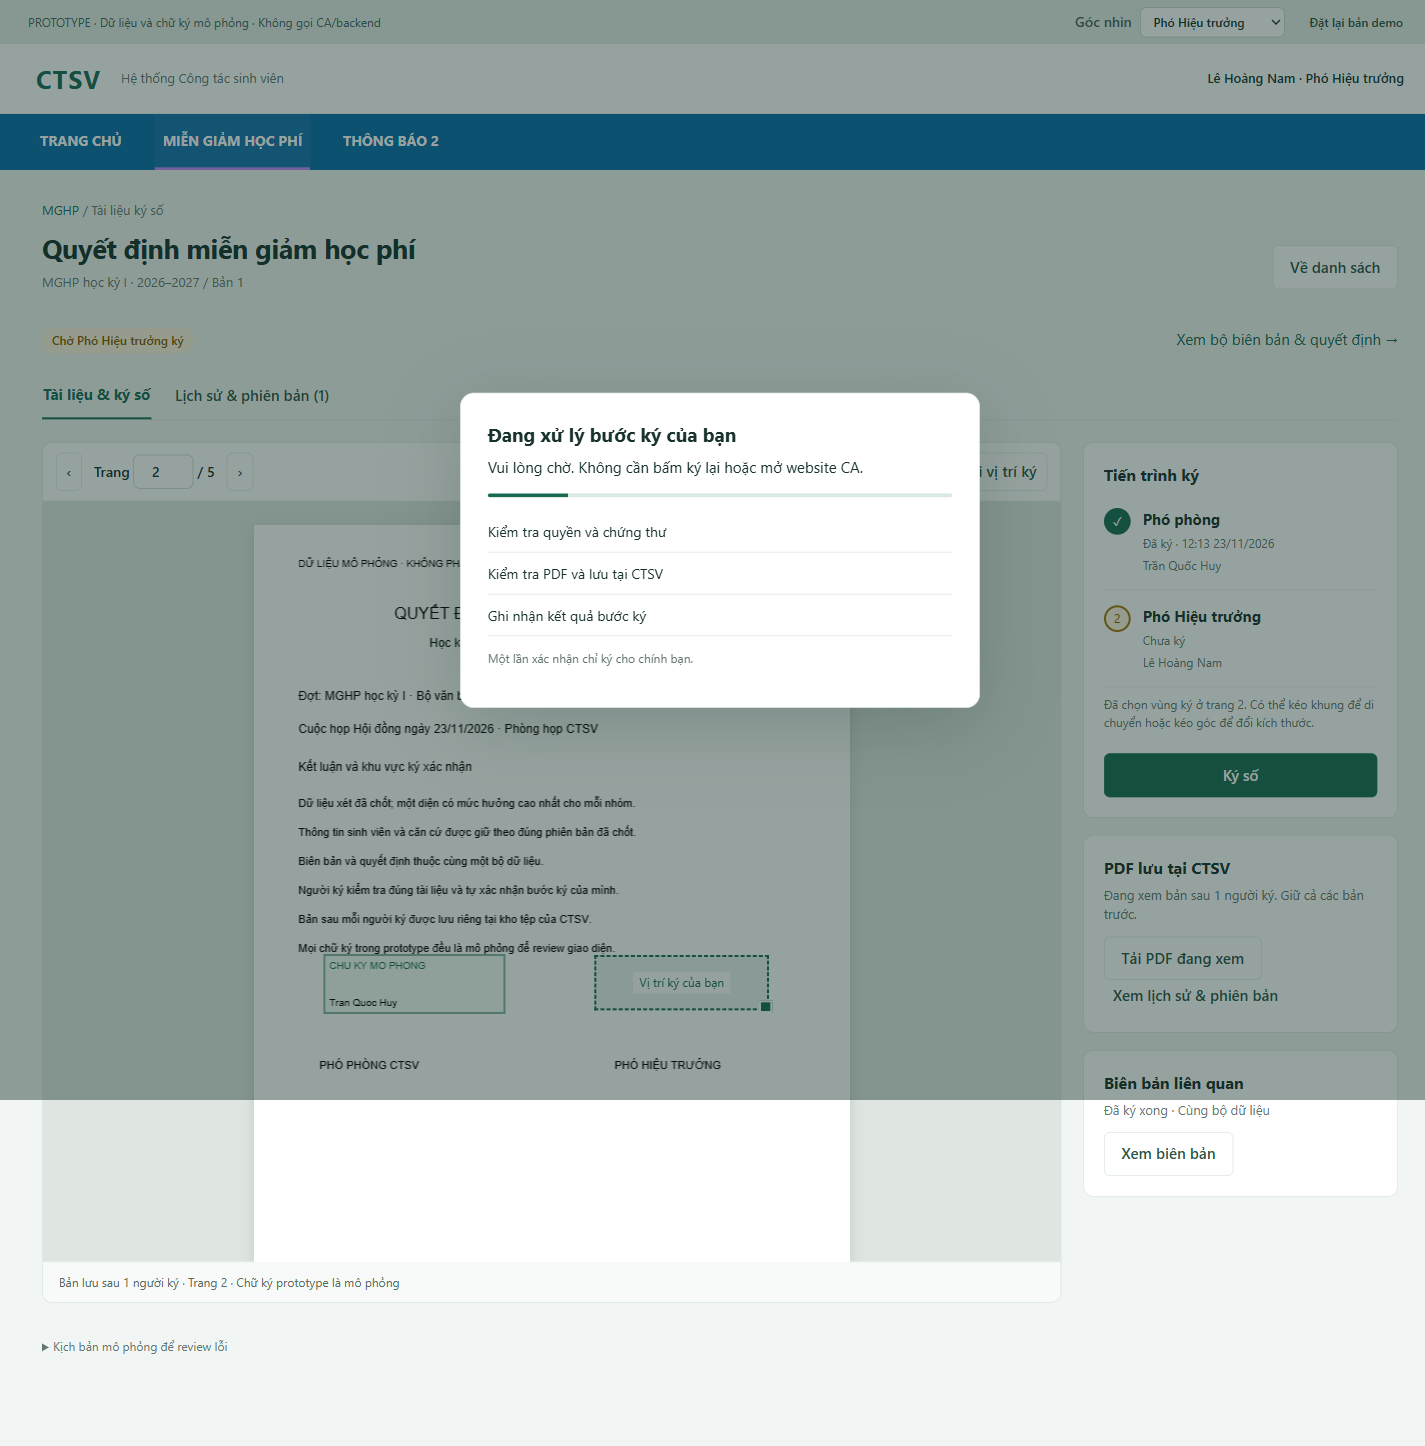 PROTOTYPE · Dữ liệu và chữ ký mô phỏng · Không gọi CA/backend
Góc nhìn
Phó Hiệu trưởng
Đặt lại bản demo
CTSV
Hệ thống Công tác sinh viên
Lê Hoàng Nam · Phó Hiệu trưởng
TRANG CHỦ
MIỄN GIẢM HỌC PHÍ
THÔNG BÁO 2
MGHP / Tài liệu ký số
Quyết định miễn giảm học phí
MGHP học kỳ I · 2026–2027 / Bản 1
Về danh sách
Chờ Phó Hiệu trưởng ký
Xem bộ biên bản & quyết định →
Tài liệu & ký số
Lịch sử & phiên bản (1)
‹ Trang 2 / 5 ›
vị trí ký
Đang xử lý bước ký của bạn
Vui lòng chờ. Không cần bấm ký lại hoặc mở website CA.
Kiểm tra quyền và chứng thư
Kiểm tra PDF và lưu tại CTSV
Ghi nhận kết quả bước ký
Một lần xác nhận chỉ ký cho chính bạn.
DỮ LIỆU MÔ PHỎNG · KHÔNG
QUYẾT
Học
Đợt: MGHP học kỳ I · Bộ văn
Cuộc họp Hội đồng ngày 23/11/2026 · Phòng họp CTSV
Kết luận và khu vực ký xác nhận
Dữ liệu xét đã chốt; một diện có mức hưởng cao nhất cho mỗi nhóm.
Thông tin sinh viên và căn cứ được giữ theo đúng phiên bản đã chốt.
Biên bản và quyết định thuộc cùng một bộ dữ liệu.
Người ký kiểm tra đúng tài liệu và tự xác nhận bước ký của mình.
Bản sau mỗi người ký được lưu riêng tại kho tệp của CTSV.
Mọi chữ ký trong prototype đều là mô phỏng để review giao diện.
CHU KY MO PHONG
Tran Quoc Huy
Vị trí ký của bạn
PHÓ PHÒNG CTSV
PHÓ HIỆU TRƯỞNG
Bản lưu sau 1 người ký · Trang 2 · Chữ ký prototype là mô phỏng
Tiến trình ký
✓
Phó phòng
Đã ký · 12:13 23/11/2026
Trần Quốc Huy
2
Phó Hiệu trưởng
Chưa ký
Lê Hoàng Nam
Đã chọn vùng ký ở trang 2. Có thể kéo khung để di
chuyển hoặc kéo góc để đổi kích thước.
Ký số
PDF lưu tại CTSV
Đang xem bản sau 1 người ký. Giữ cả các bản
trước.
Tải PDF đang xem
Xem lịch sử & phiên bản
Biên bản liên quan
Đã ký xong · Cùng bộ dữ liệu
Xem biên bản
Kịch bản mô phỏng để review lỗi